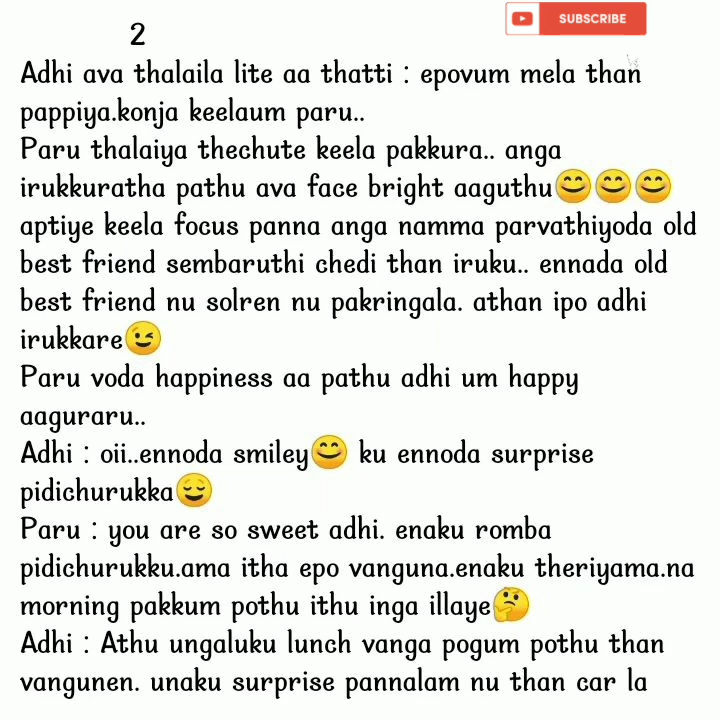 2
SUBSCRIBE
Adhi ava thalaila lite aa thatti : epovum mela than
pappiya.konja keelaum paru..
Paru thalaiya thechute keela pakkura.. anga
irukkuratha pathu ava face bright aaguthu😊😊😊
aptiye keela focus panna anga namma parvathiyoda old
best friend sembaruthi chedi than iruku.. ennada old
best friend nu solren nu pakringala. athan ipo adhi
irukkare😉
Paru voda happiness aa pathu adhi um happy
aaguraru..
Adhi : oii..ennoda smiley😊 ku ennoda surprise
pidichurukka😌
Paru : you are so sweet adhi. enaku romba
pidichurukku.ama itha epo vanguna.enaku theriyama.na
morning pakkum pothu ithu inga illaye🤔
Adhi : Athu ungaluku lunch vanga pogum pothu than
vangunen. unaku surprise pannalam nu than car la